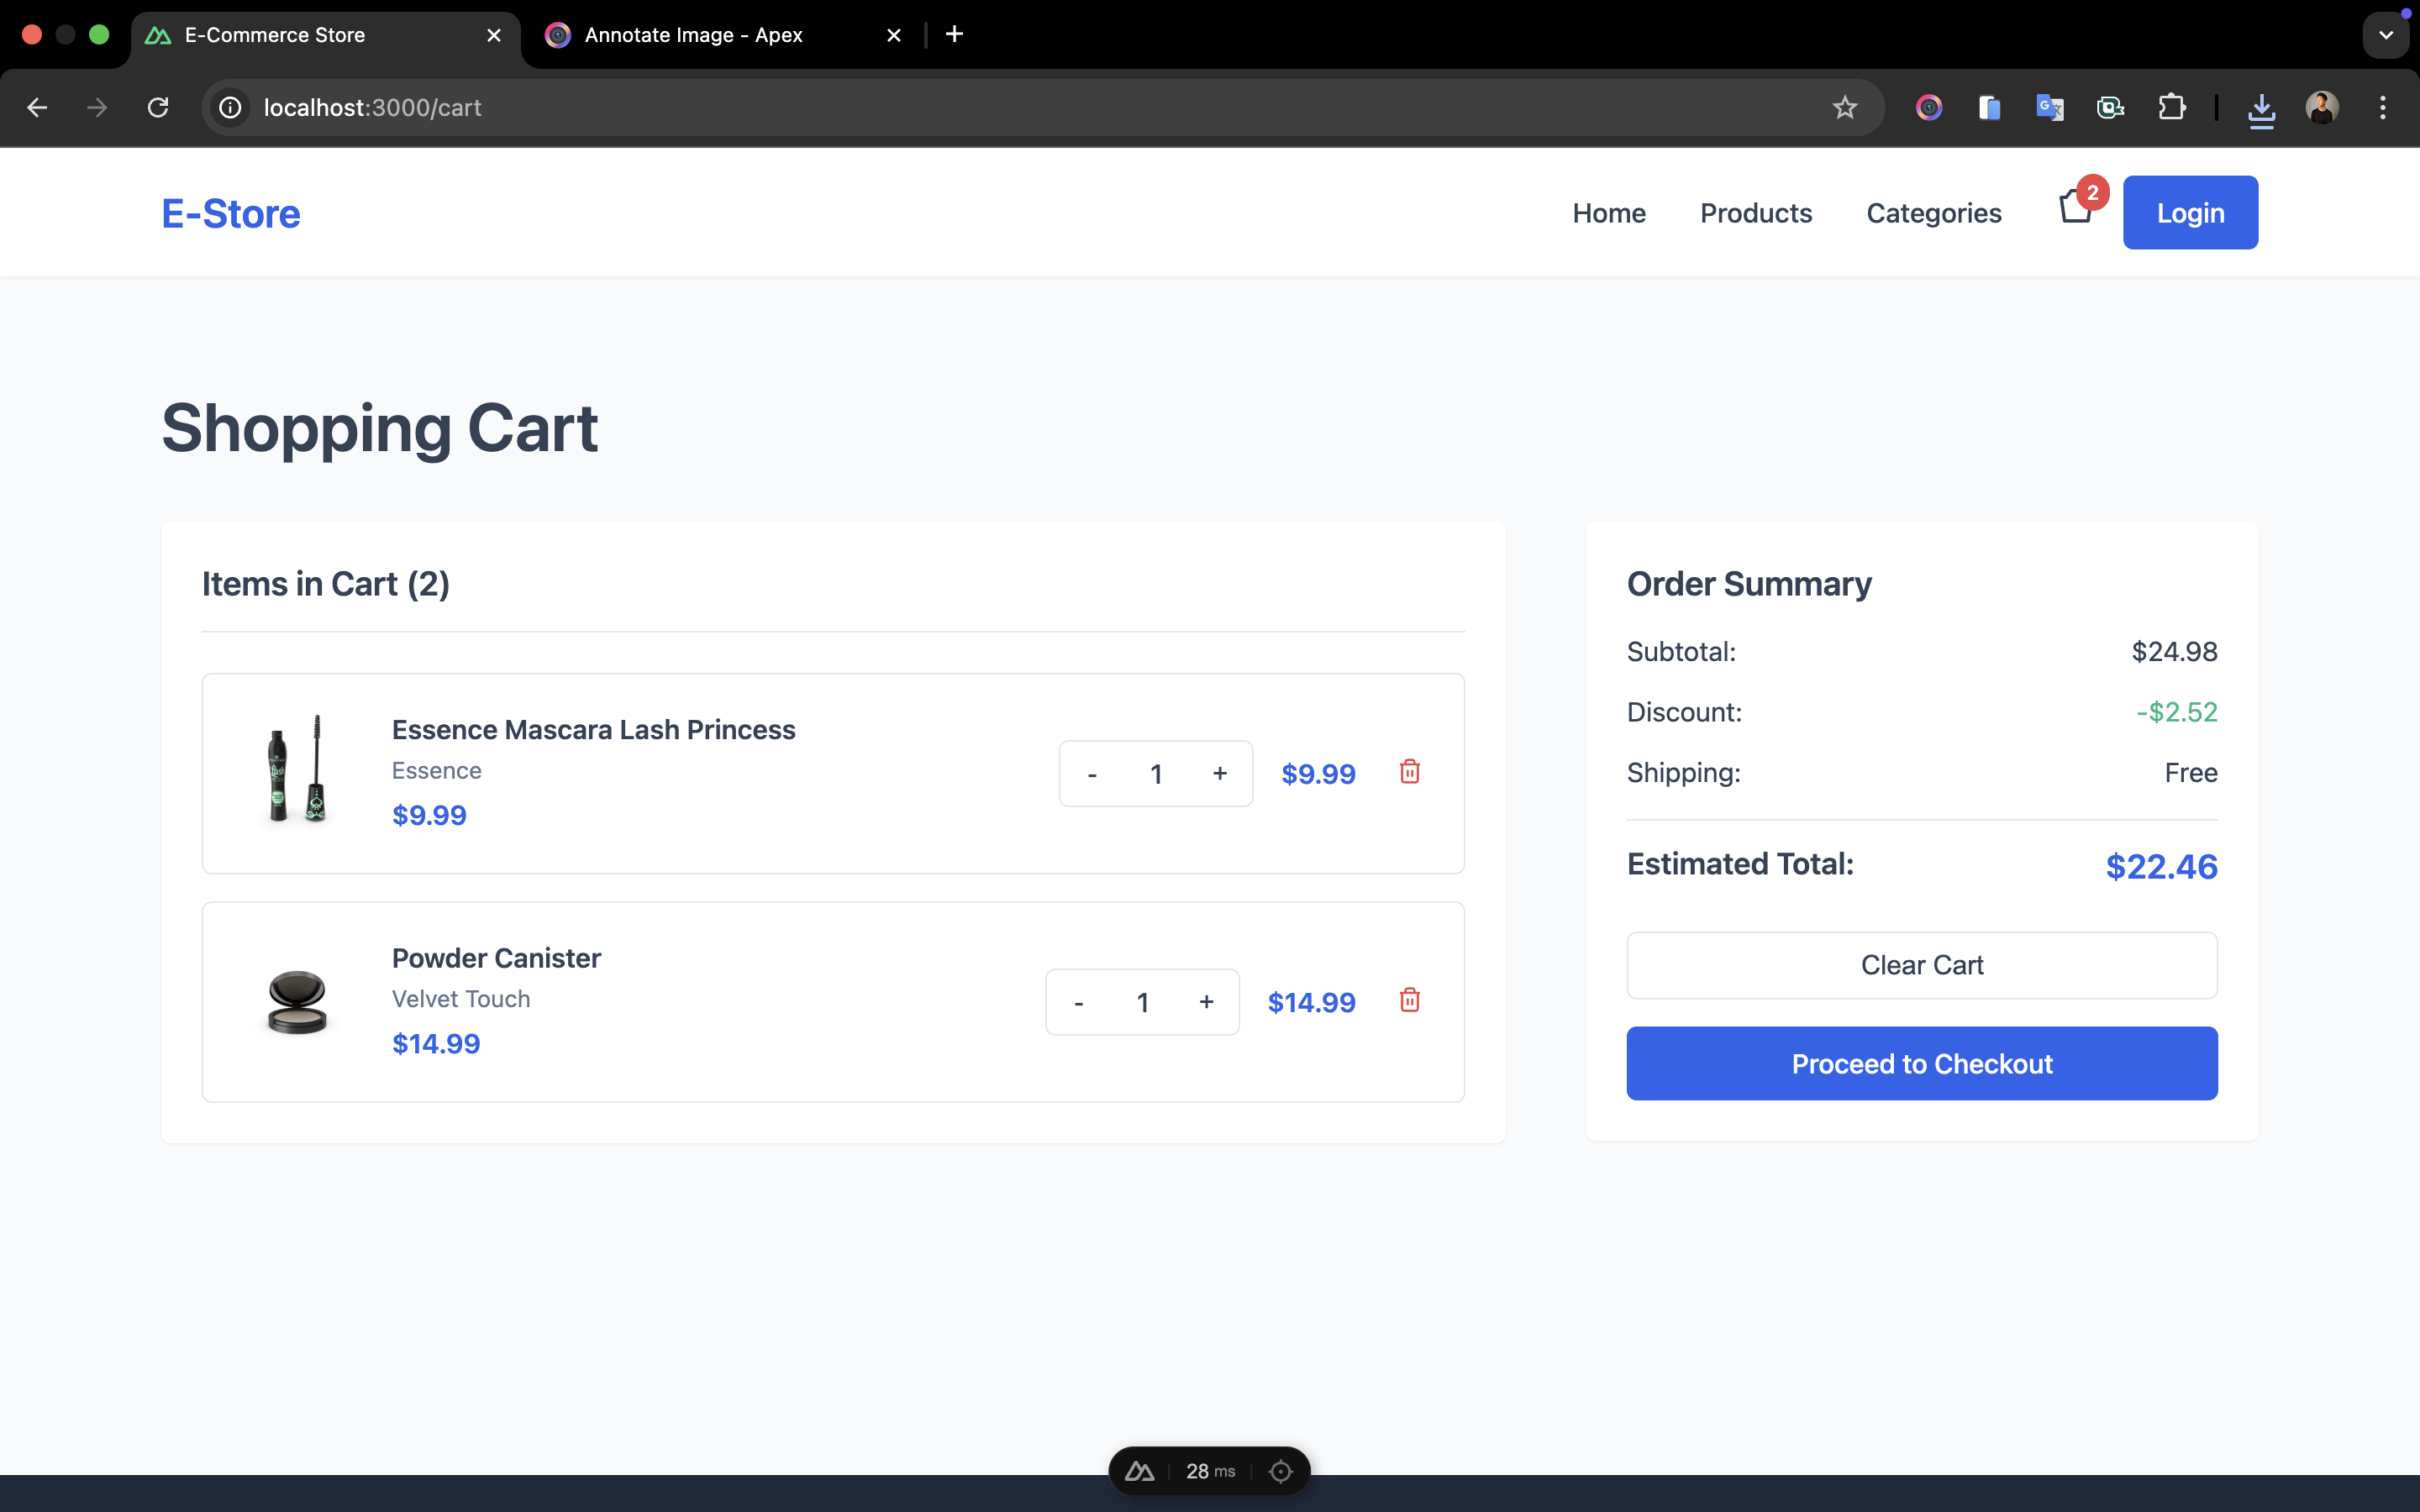 E-Commerce Store
Annotate Image - Apex
localhost:3000/cart
E-Store
Home
Products
Categories
2
Login
Shopping Cart
Items in Cart (2)
Essence Mascara Lash Princess
Essence
$9.99
- 1 +
$9.99
Powder Canister
Velvet Touch
$14.99
- 1 +
$14.99
Order Summary
Subtotal: $24.98
Discount: -$2.52
Shipping: Free
Estimated Total: $22.46
Clear Cart
Proceed to Checkout
28 ms